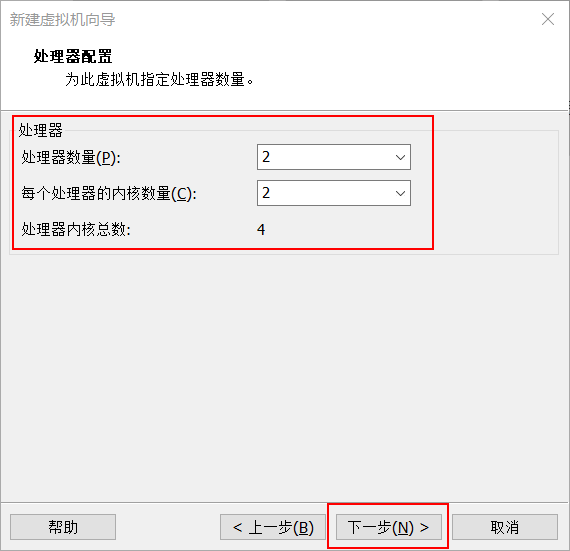 新建虚拟机向导
处理器配置
为此虚拟机指定处理器数量。
处理器
处理器数量(P): 2
每个处理器的内核数量(C): 2
处理器内核总数: 4
帮助 < 上一步(B) 下一步(N) > 取消